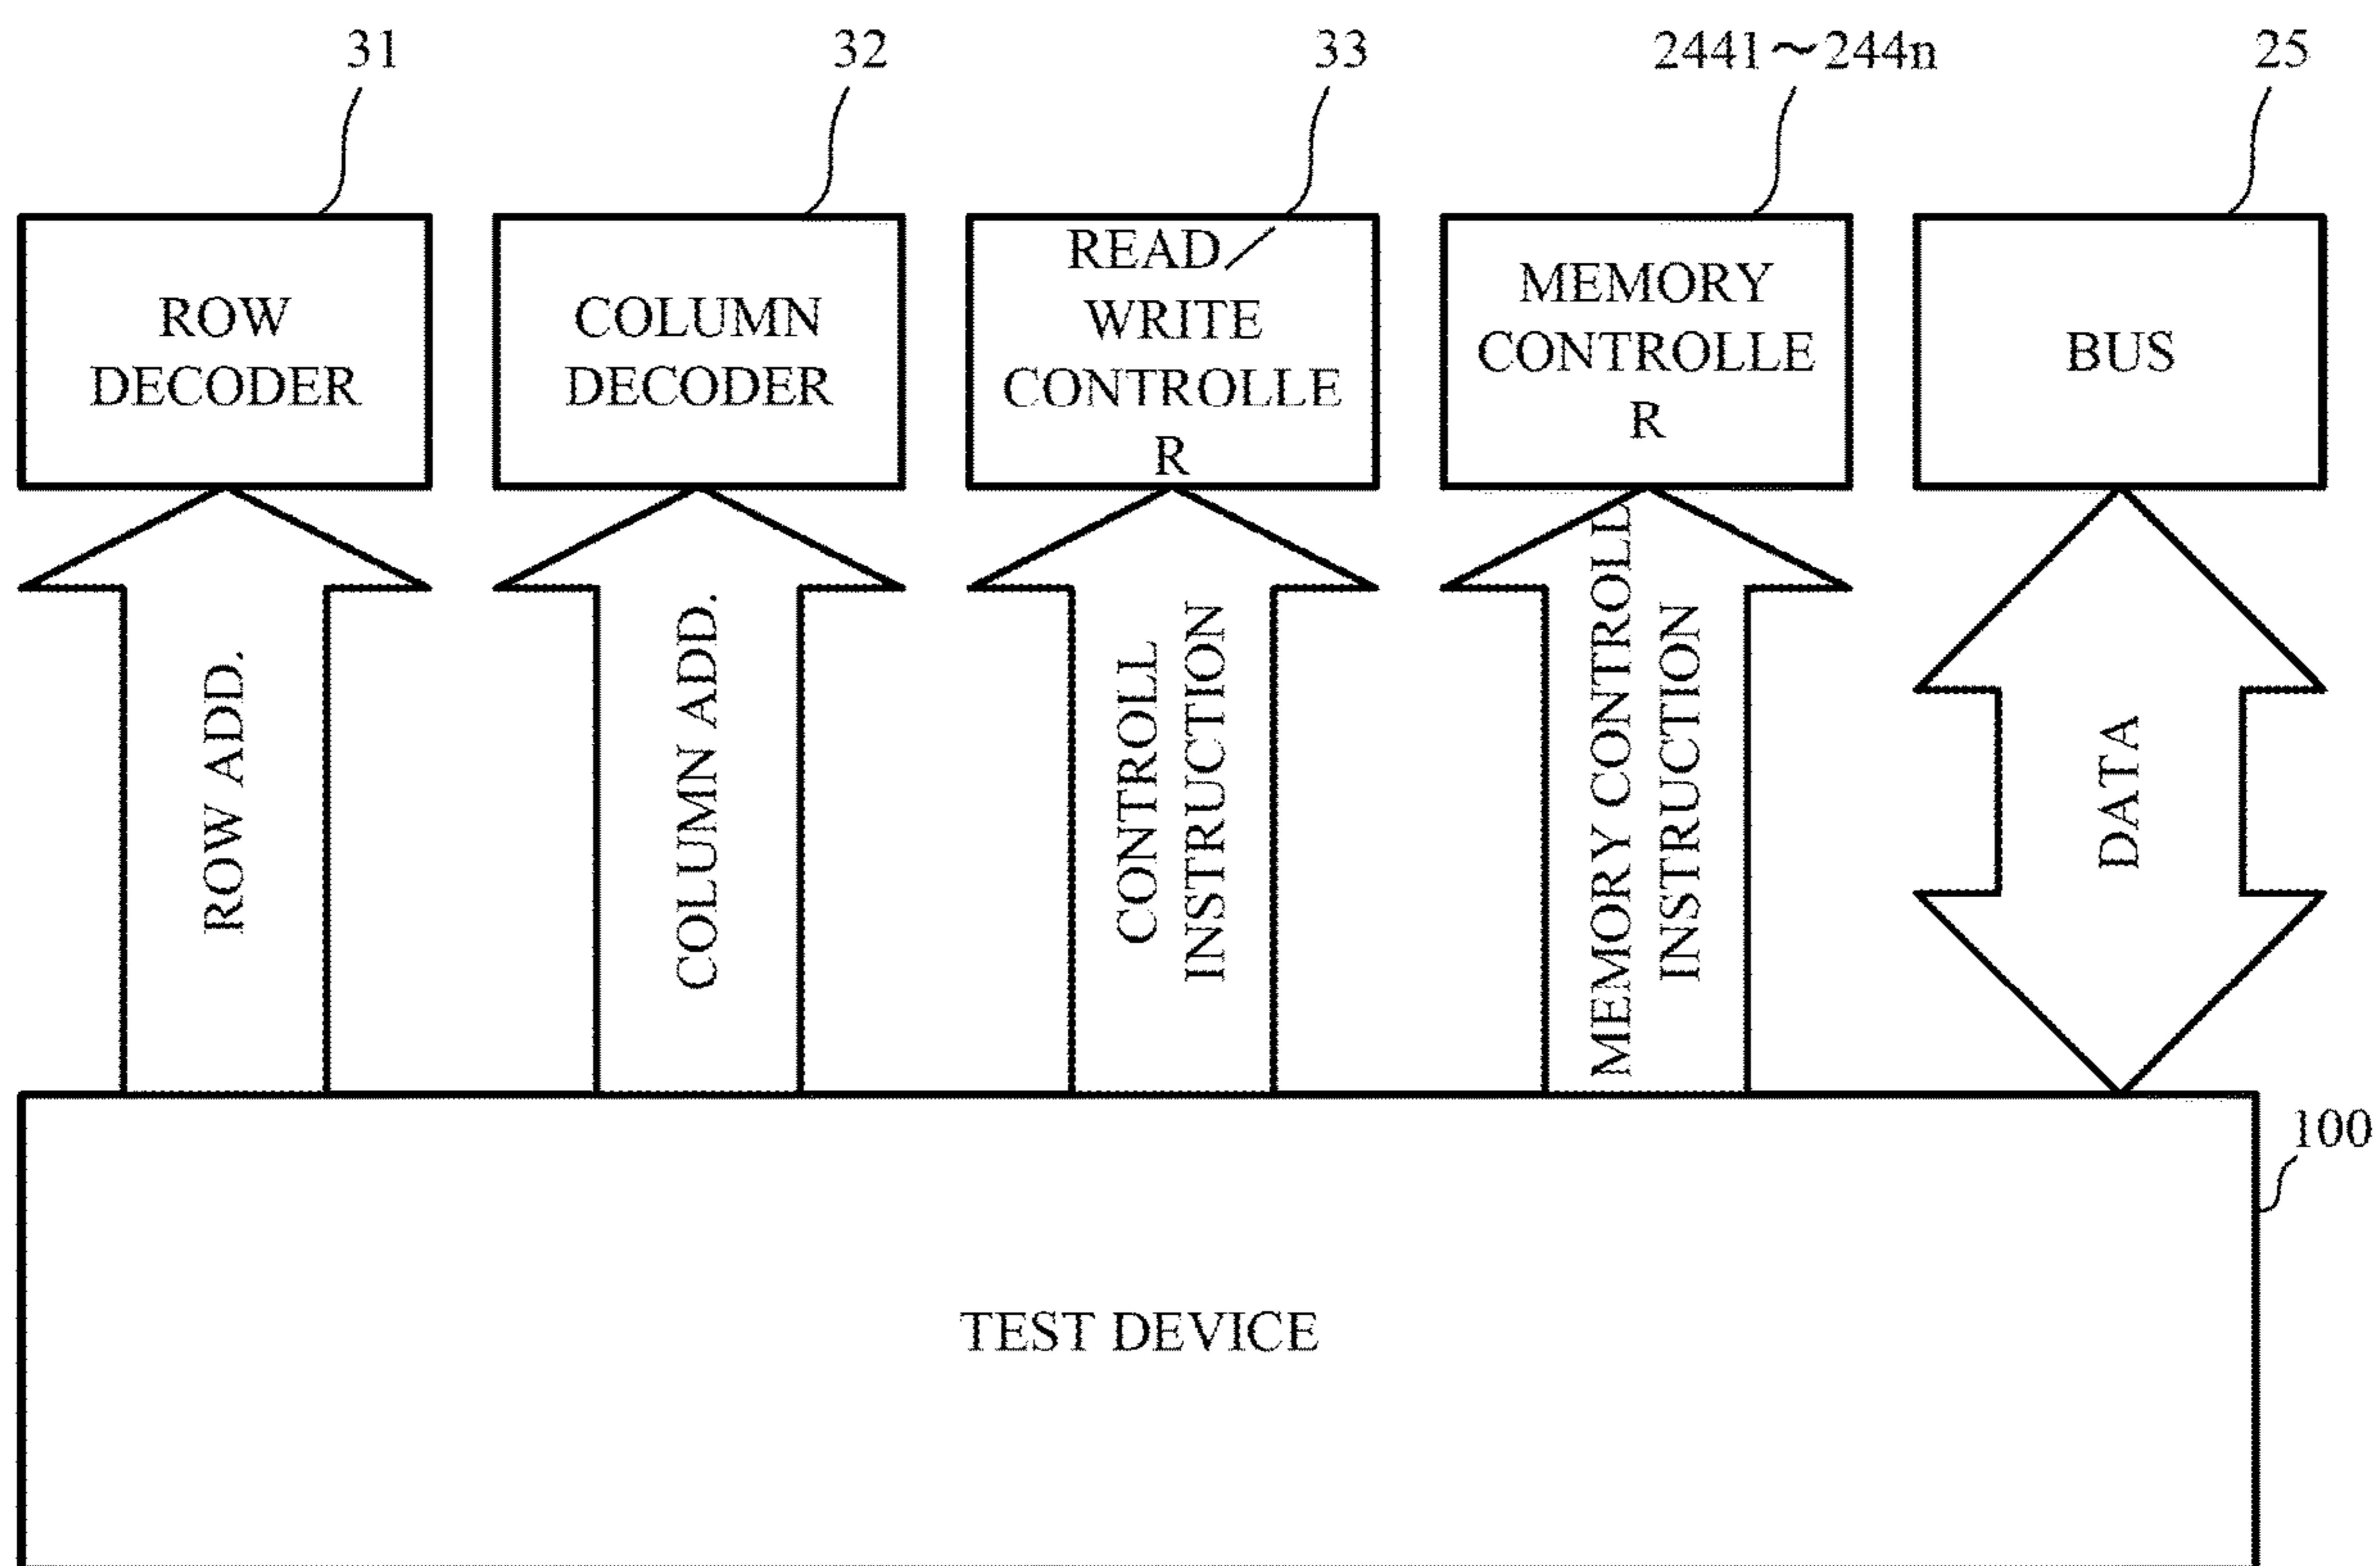 31
32
33
2441～244n
25
ROW
DECODER
COLUMN
DECODER
READ／
WRITE
CONTROLLE
R
MEMORY
CONTROLLE
R
BUS
ROW ADD.
COLUMN ADD.
CONTROLL
INSTRUCTION
MEMORY CONTROLL
INSTRUCTION
DATA
100
TEST DEVICE